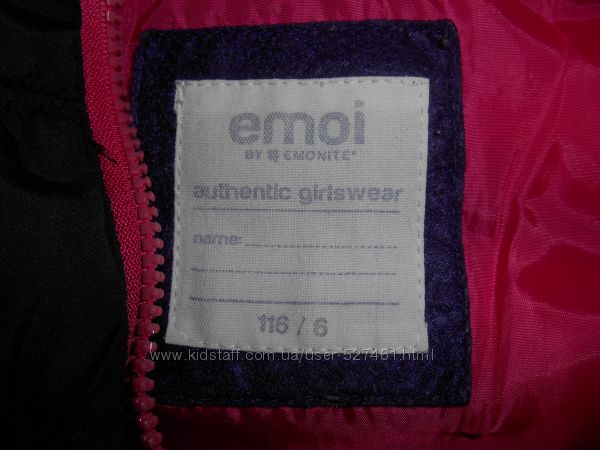 emoi
BY EMONITE
authentic girlswear
name:
116 / 6
www.kidstaff.com.ua/user-527461.html